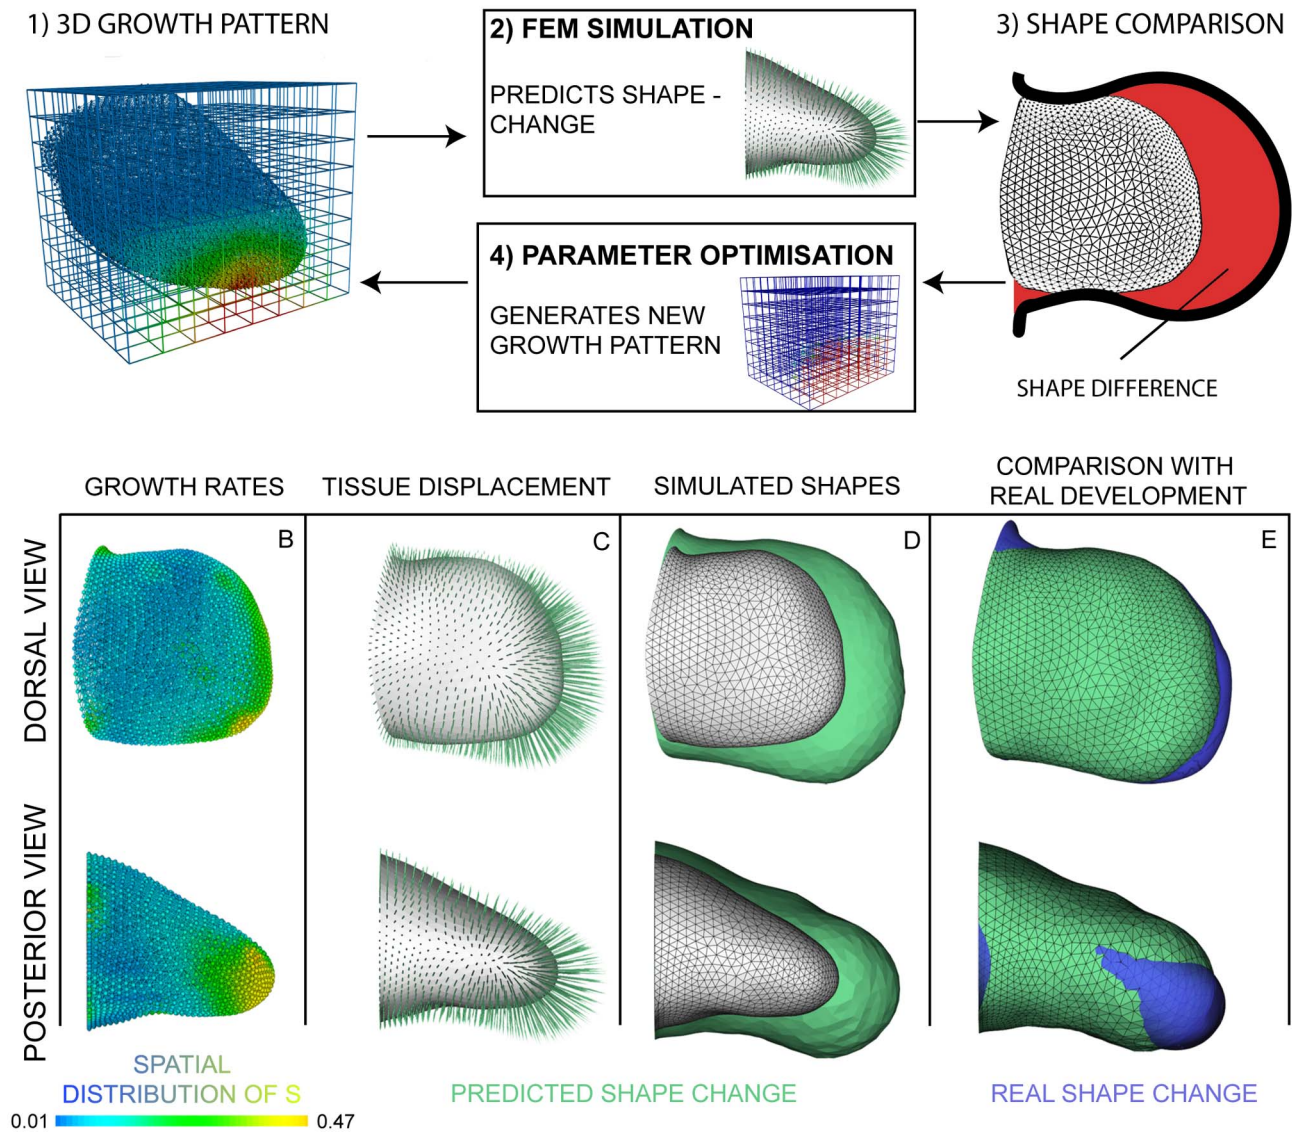 1) 3D GROWTH PATTERN
2) FEM SIMULATION
PREDICTS SHAPE -
CHANGE
3) SHAPE COMPARISON
4) PARAMETER OPTIMISATION
GENERATES NEW
GROWTH PATTERN
SHAPE DIFFERENCE
GROWTH RATES
TISSUE DISPLACEMENT
SIMULATED SHAPES
COMPARISON WITH
REAL DEVELOPMENT
DORSAL VIEW
B
C
D
E
POSTERIOR VIEW
SPATIAL
DISTRIBUTION OF S
0.01
0.47
PREDICTED SHAPE CHANGE
REAL SHAPE CHANGE